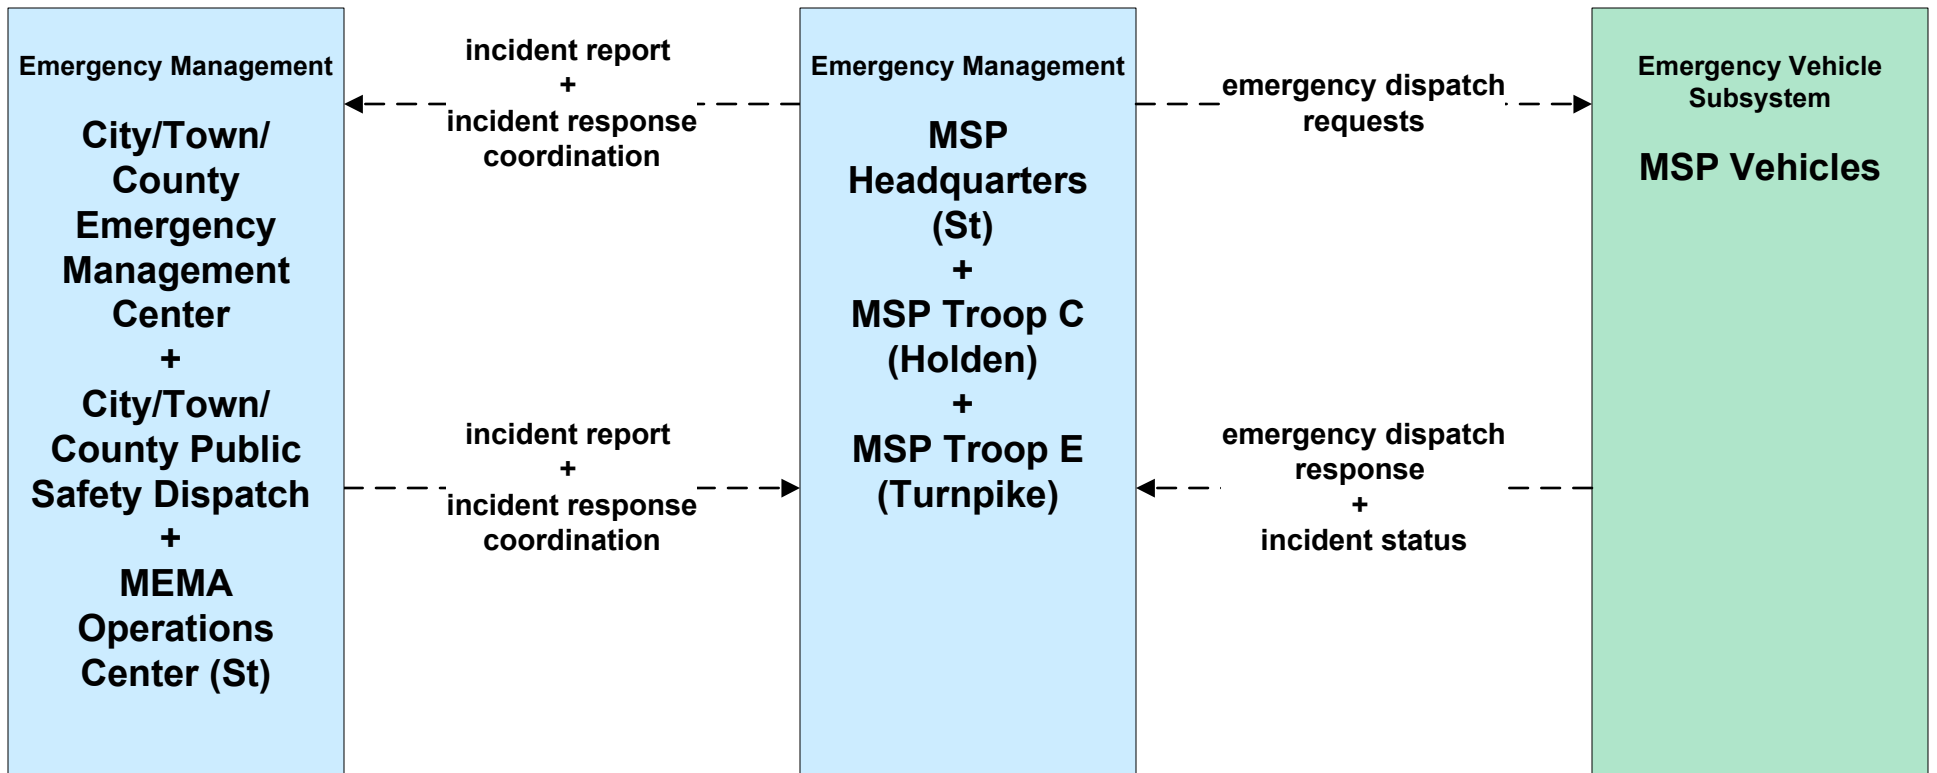 Emergency Management
City/Town/
County
Emergency
Management
Center
+
City/Town/
County Public
Safety Dispatch
+
MEMA
Operations
Center (St)
incident report
+
incident response
coordination
incident report
+
incident response
coordination
Emergency Management
MSP
Headquarters
(St)
+
MSP Troop C
(Holden)
+
MSP Troop E
(Turnpike)
emergency dispatch
requests
emergency dispatch
response
+
incident status
Emergency Vehicle
Subsystem
MSP Vehicles